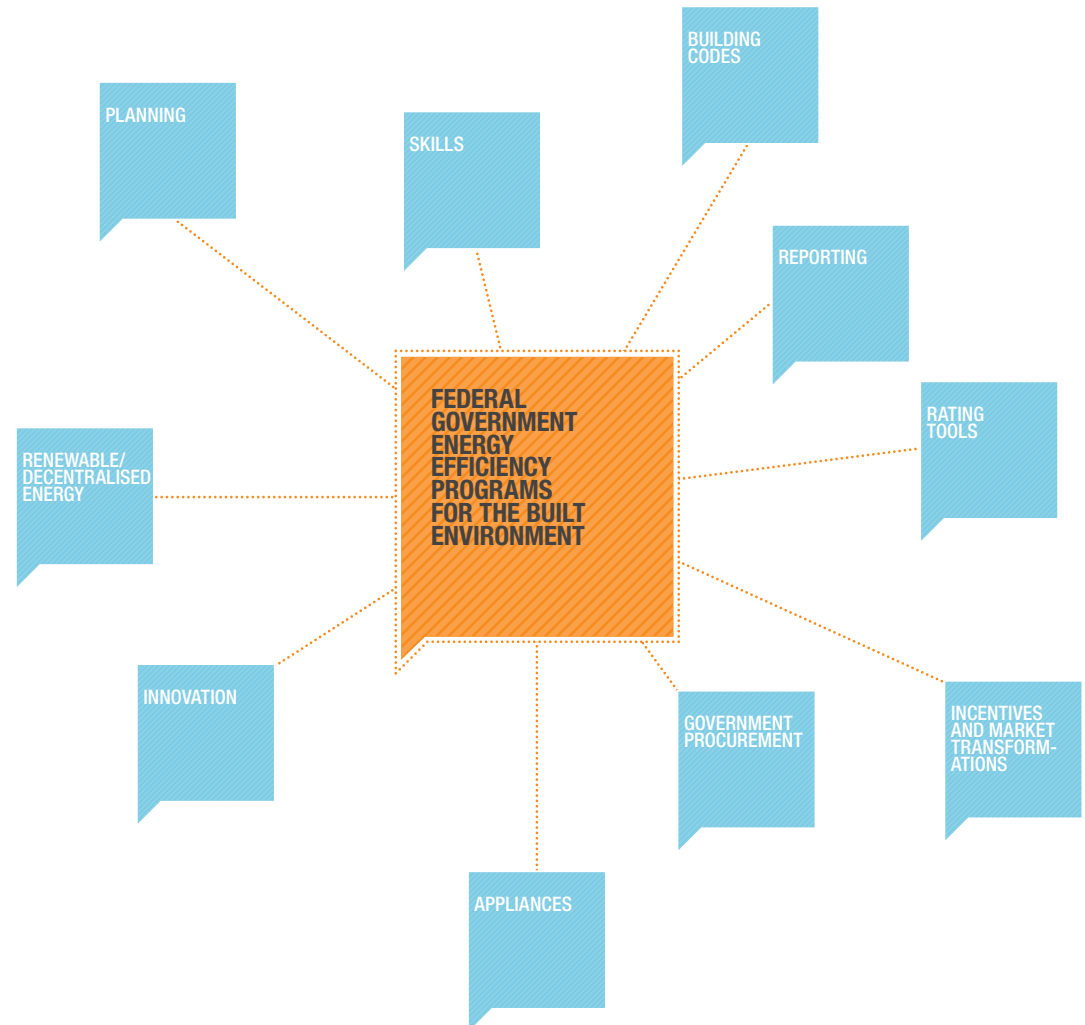 BUILDING
CODES
PLANNING
SKILLS
REPORTING
FEDERAL
GOVERNMENT
ENERGY
EFFICIENCY
PROGRAMS
FOR THE BUILT
ENVIRONMENT
RATING
TOOLS
RENEWABLE/
DECENTRALISED
ENERGY
INNOVATION
GOVERNMENT
PROCUREMENT
INCENTIVES
AND MARKET
TRANSFORM-
ATIONS
APPLIANCES